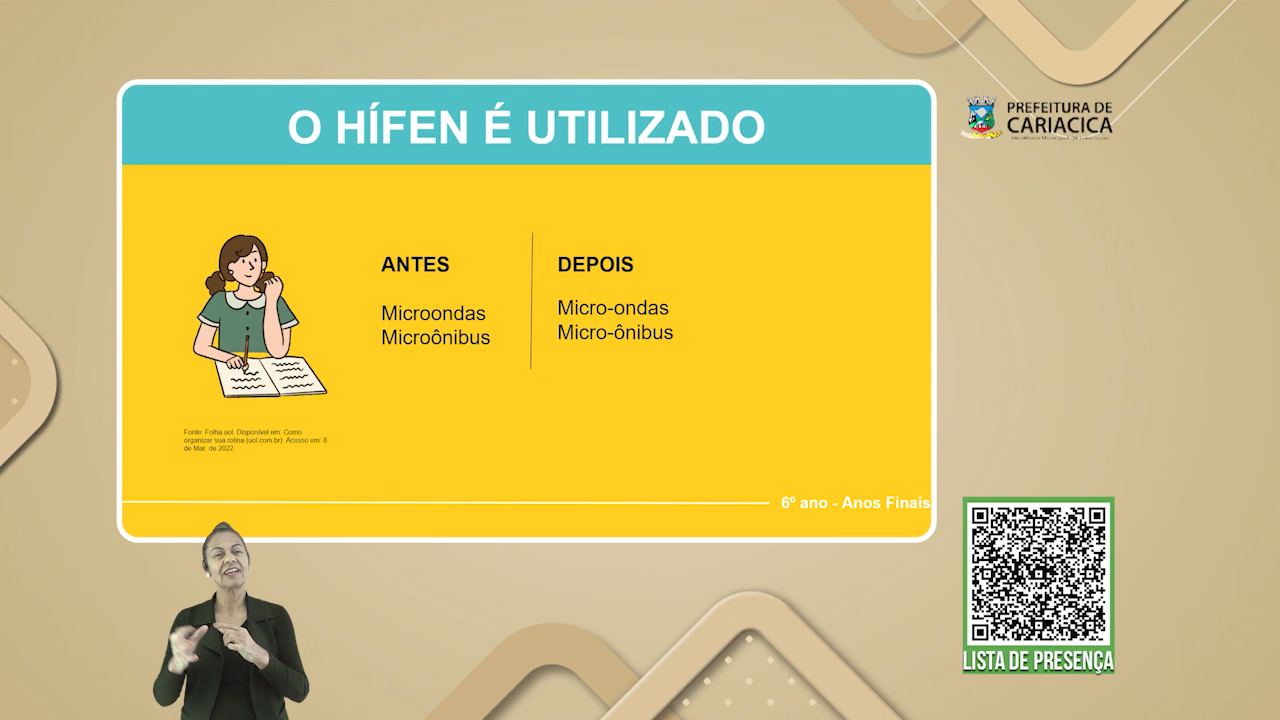 O HÍFEN É UTILIZADO
PREFEITURA DE
CARIACICA
ANTES
Microondas
Microônibus
DEPOIS
Micro-ondas
Micro-ônibus
Fonte: Folha uol. Disponível em: Como
organizar sua rotina (uol.com.br). Acesso em: 8
de Mar. de 2022.
6º ano - Anos Finais
LISTA DE PRESENÇA